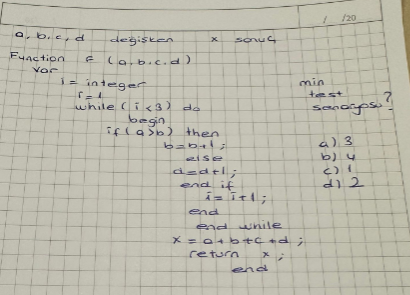 / /20
a, b, c, d değişken x sonuç
Function F (a, b, c, d)
var
i = integer
i = 1
while ( i < 3 ) do
begin
if ( a > b ) then
b = b + 1 ;
else
d = d + 1 ;
end if
i = i + 1 ;
end
end while
x = a + b + c + d ;
return x ;
end
min
test
senaryosu ?
a) 3
b) 4
c) 1
d) 2